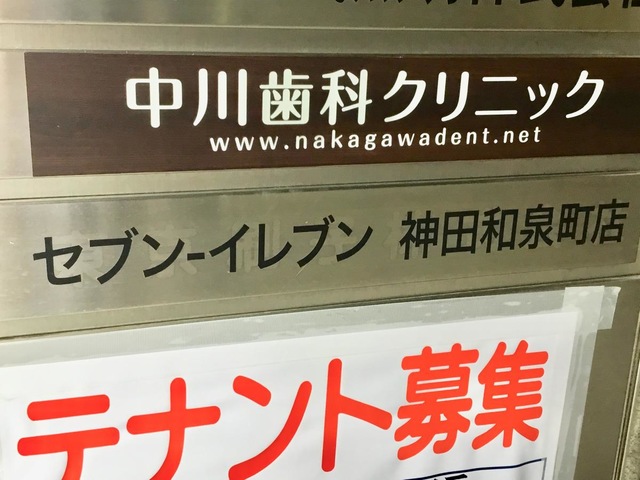 中川歯科クリニック
www.nakagawadent.net
セブン-イレブン 神田和泉町店
テナント募集